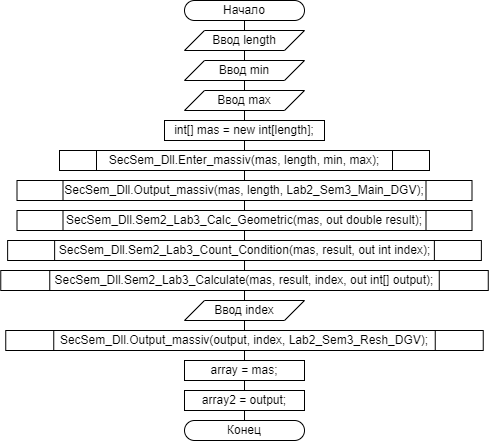 Начало
Ввод length
Ввод min
Ввод max
int[] mas = new int[length];
SecSem_Dll.Enter_massiv(mas, length, min, max);
SecSem_Dll.Output_massiv(mas, length, Lab2_Sem3_Main_DGV);
SecSem_Dll.Sem2_Lab3_Calc_Geometric(mas, out double result);
SecSem_Dll.Sem2_Lab3_Count_Condition(mas, result, out int index);
SecSem_Dll.Sem2_Lab3_Calculate(mas, result, index, out int[] output);
Ввод index
SecSem_Dll.Output_massiv(output, index, Lab2_Sem3_Resh_DGV);
array = mas;
array2 = output;
Конец